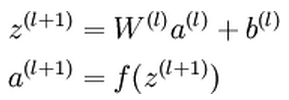 z^{(l+1)} = W^{(l)}a^{(l)} + b^{(l)}
a^{(l+1)} = f(z^{(l+1)})